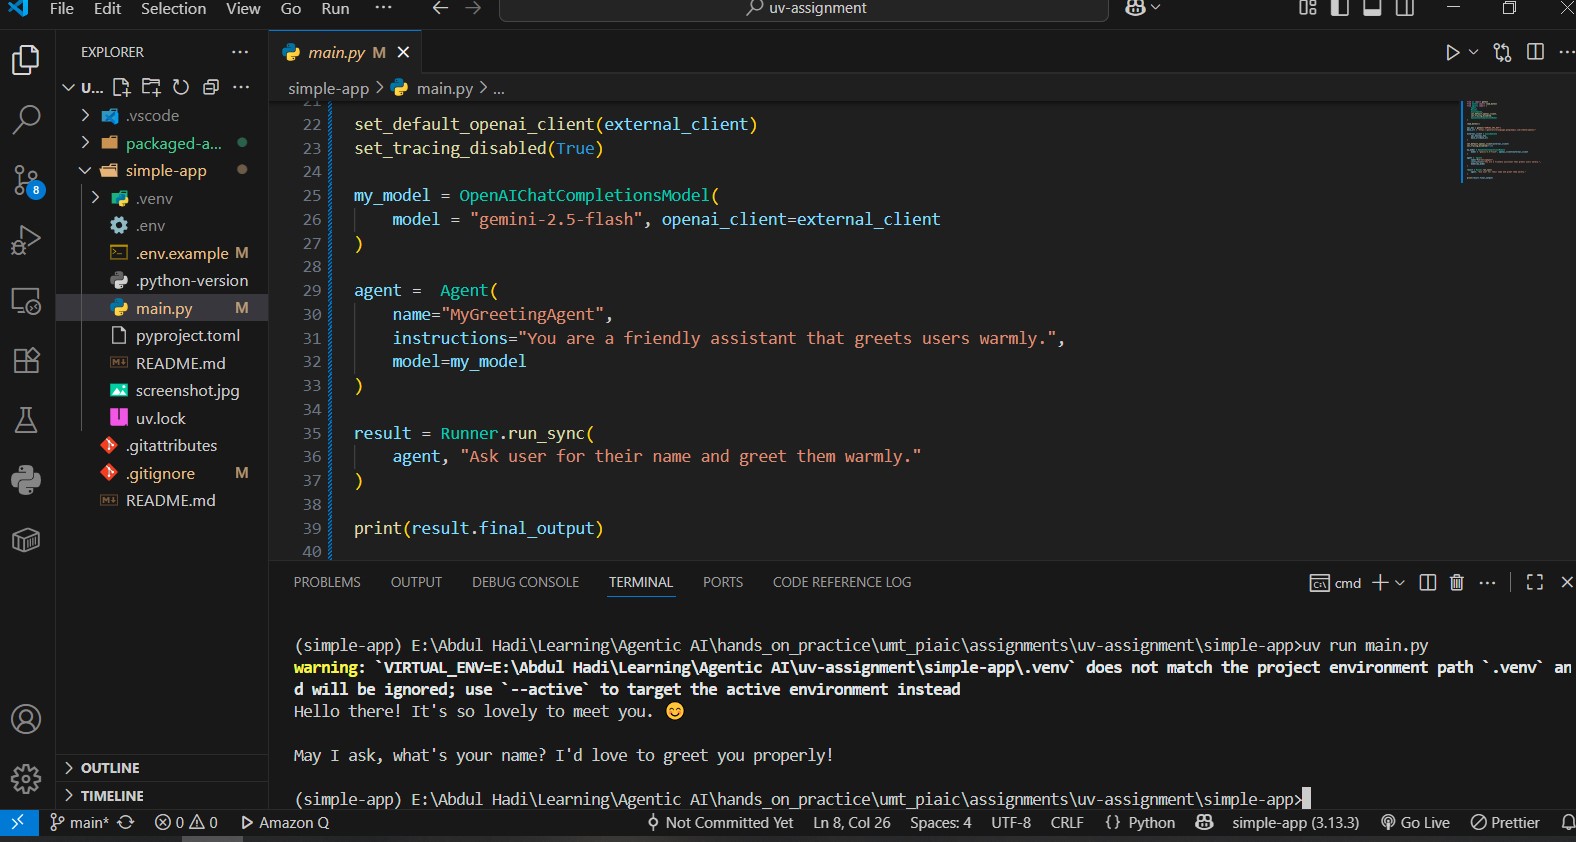 File Edit Selection View Go Run ...
uv-assignment
EXPLORER ...
U...
.vscode
packaged-a...
simple-app
.venv
.env
.env.example M
.python-version
main.py M
pyproject.toml
README.md
screenshot.jpg
uv.lock
.gitattributes
.gitignore M
README.md
OUTLINE
TIMELINE
8
main.py M
simple-app > main.py > ...
21
22 set_default_openai_client(external_client)
23 set_tracing_disabled(True)
24
25 my_model = OpenAIChatCompletionsModel(
26     model = "gemini-2.5-flash", openai_client=external_client
27 )
28
29 agent =  Agent(
30     name="MyGreetingAgent",
31     instructions="You are a friendly assistant that greets users warmly.",
32     model=my_model
33 )
34
35 result = Runner.run_sync(
36     agent, "Ask user for their name and greet them warmly."
37 )
38
39 print(result.final_output)
40
PROBLEMS OUTPUT DEBUG CONSOLE TERMINAL PORTS CODE REFERENCE LOG
cmd
(simple-app) E:\Abdul Hadi\Learning\Agentic AI\hands_on_practice\umt_piaic\assignments\uv-assignment\simple-app>uv run main.py
warning: `VIRTUAL_ENV=E:\Abdul Hadi\Learning\Agentic AI\uv-assignment\simple-app\.venv` does not match the project environment path `.venv` an
d will be ignored; use `--active` to target the active environment instead
Hello there! It's so lovely to meet you. 😊
May I ask, what's your name? I'd love to greet you properly!
(simple-app) E:\Abdul Hadi\Learning\Agentic AI\hands_on_practice\umt_piaic\assignments\uv-assignment\simple-app>
main* 0 0 Amazon Q Not Committed Yet Ln 8, Col 26 Spaces: 4 UTF-8 CRLF {} Python simple-app (3.13.3) Go Live Prettier